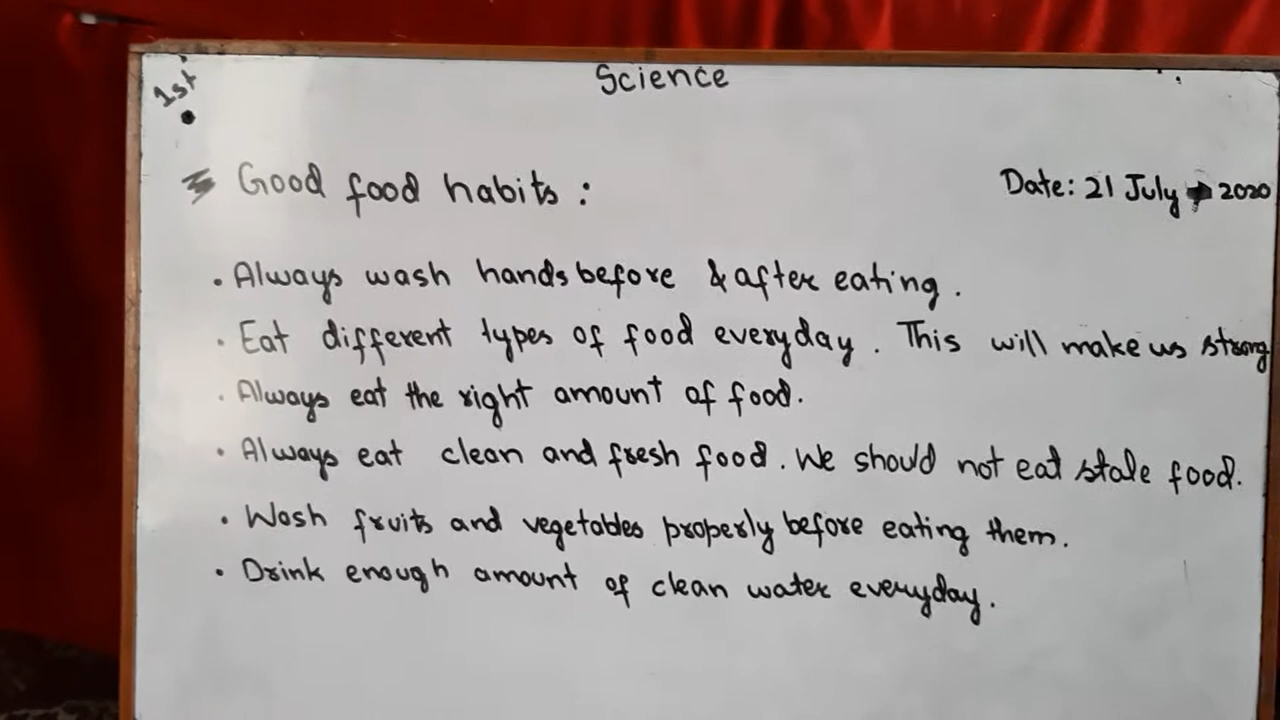 Science
1st
Good food habits :
Date: 21 July 2020
• Always wash hands before & after eating.
• Eat different types of food everyday. This will make us strong
• Always eat the right amount of food.
• Always eat clean and fresh food. We should not eat stale food.
• Wash fruits and vegetables properly before eating them.
• Drink enough amount of clean water everyday.